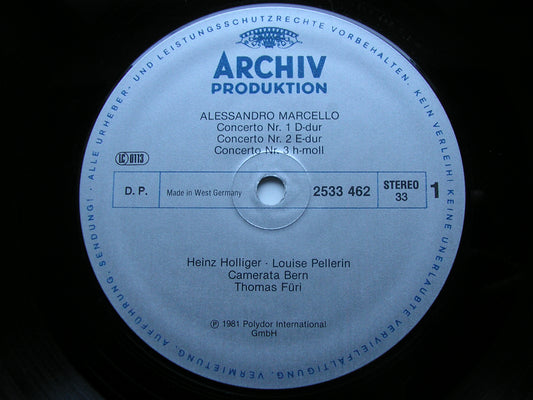 ARCHIV
PRODUKTION
ALESSANDRO MARCELLO
Concerto Nr. 1 D-dur
Concerto Nr. 2 E-dur
Concerto Nr. 3 h-moll
LC 0113
D. P.
Made in West Germany
2533 462
STEREO
33
1
Heinz Holliger · Louise Pellerin
Camerata Bern
Thomas Füri
℗ 1981 Polydor International
GmbH
ALLE URHEBER- UND LEISTUNGSSCHUTZRECHTE VORBEHALTEN. KEIN VERLEIH! KEINE UNERLAUBTE VERVIELFÄLTIGUNG, VERMIETUNG, AUFFÜHRUNG, SENDUNG!